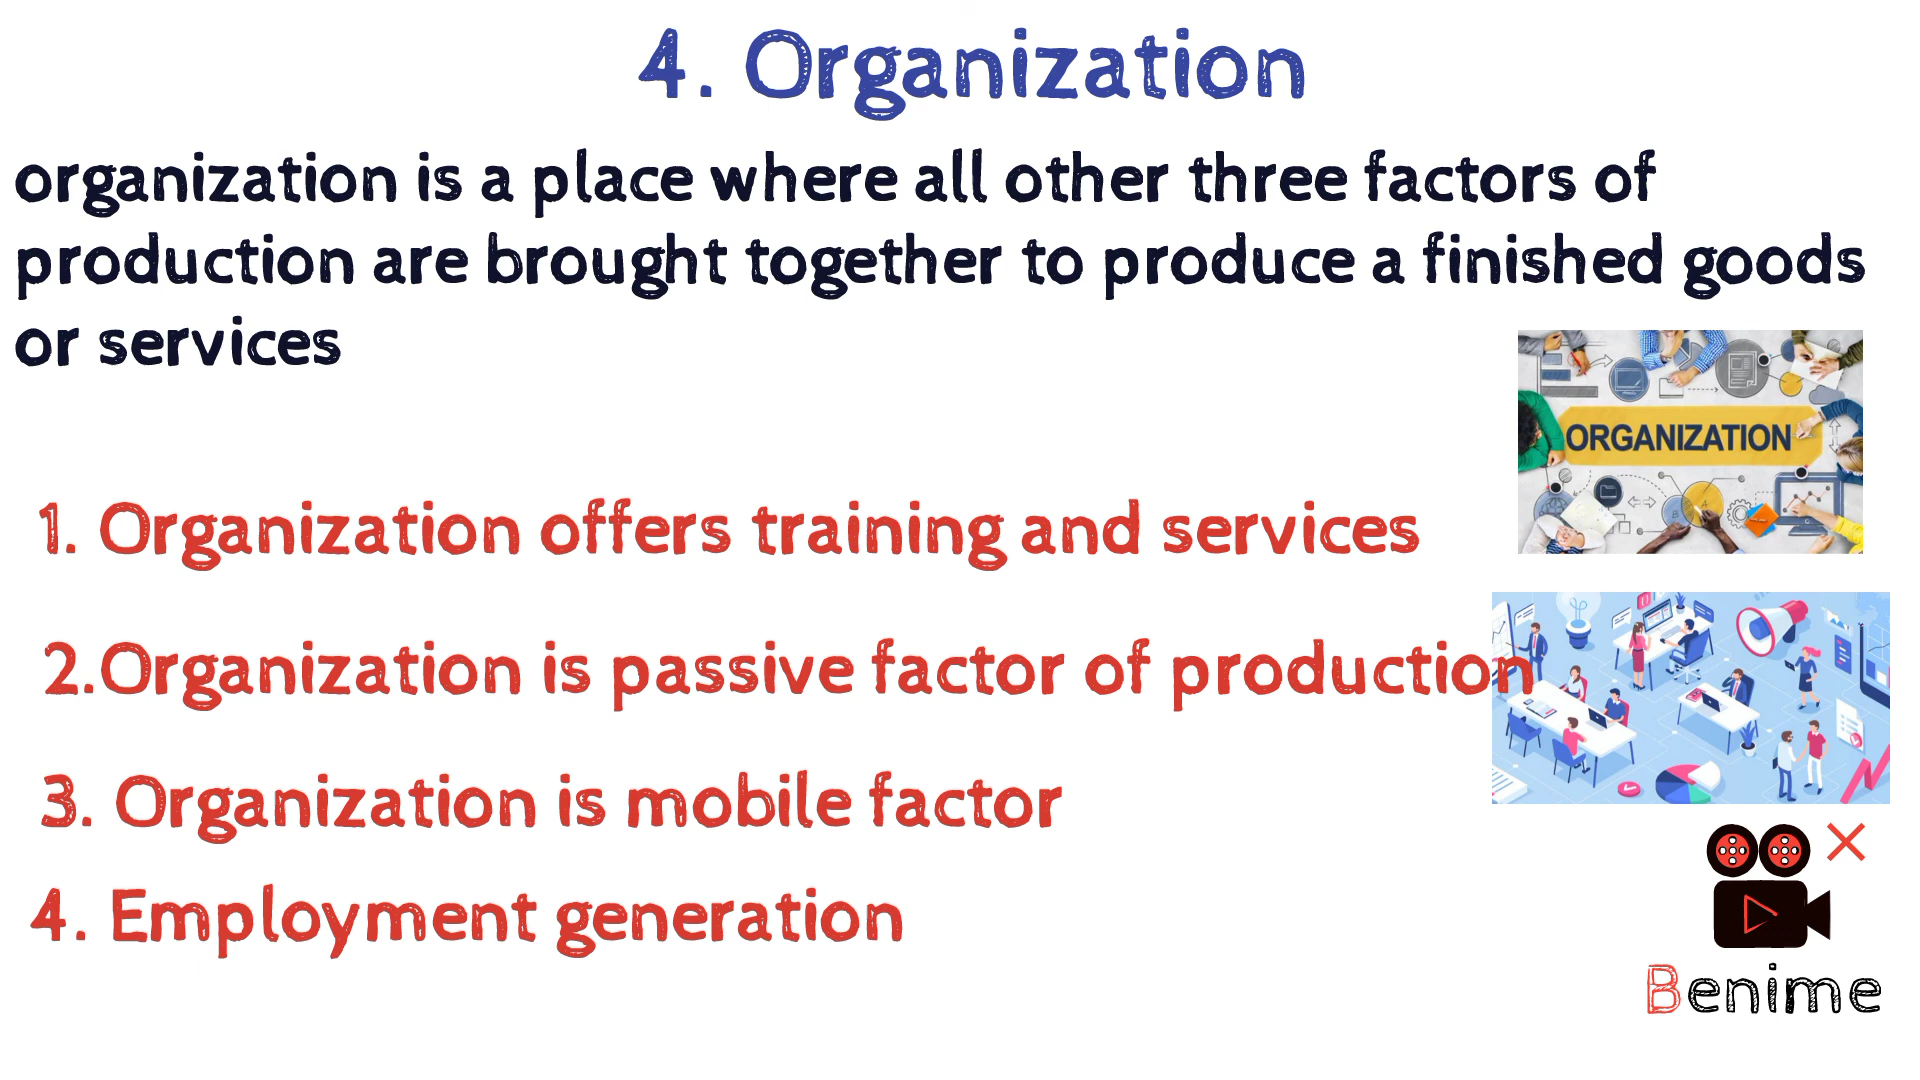 4. Organization
organization is a place where all other three factors of
production are brought together to produce a finished goods
or services
ORGANIZATION
1. Organization offers training and services
2.Organization is passive factor of production
3. Organization is mobile factor
4. Employment generation
Benime